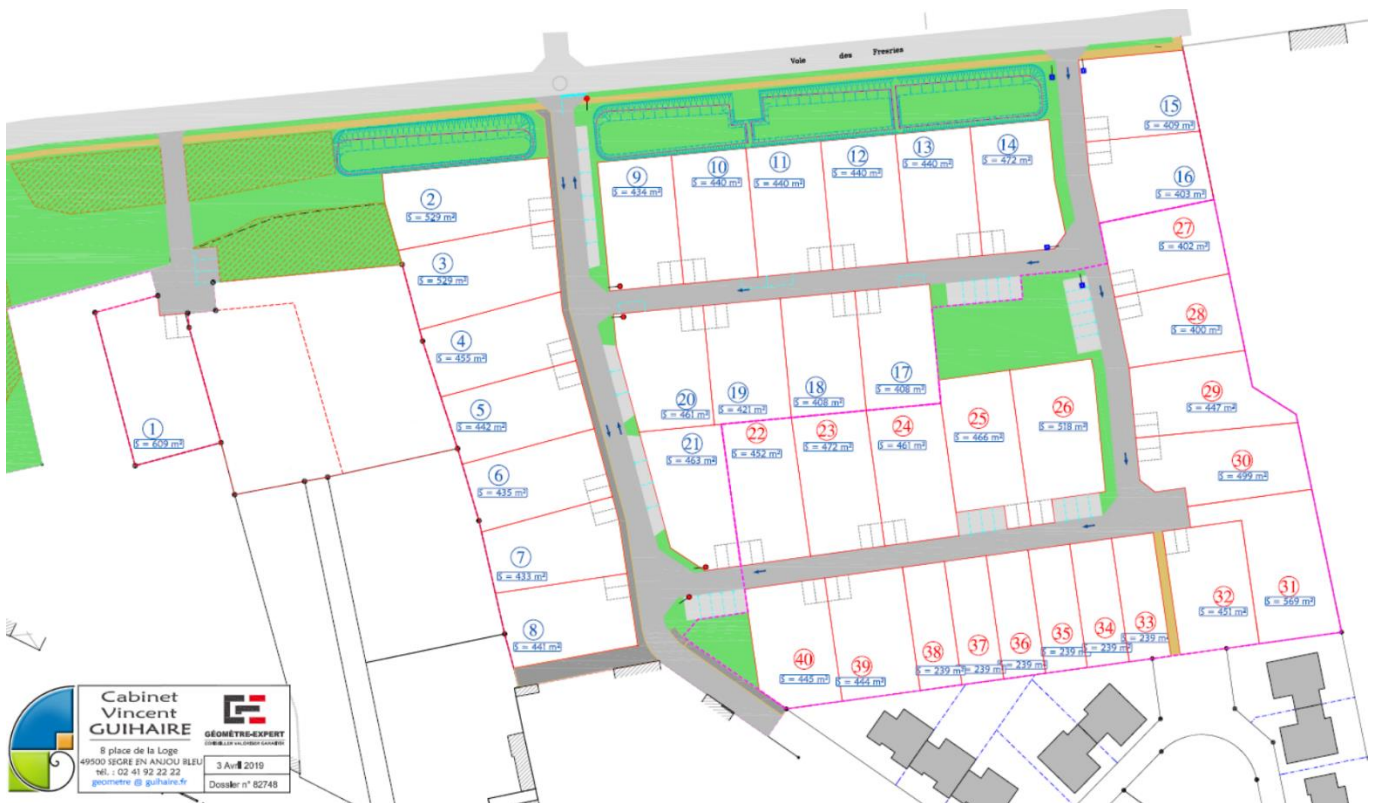 Voie des Fresries
15
S = 409 m²
14
S = 472 m²
13
S = 440 m²
12
S = 440 m²
11
S = 440 m²
10
S = 440 m²
9
S = 434 m²
16
S = 403 m²
2
S = 529 m²
27
S = 402 m²
3
S = 529 m²
28
S = 400 m²
4
S = 455 m²
17
S = 408 m²
18
S = 408 m²
19
S = 421 m²
20
S = 461 m²
29
S = 447 m²
26
S = 518 m²
25
S = 466 m²
5
S = 442 m²
1
S = 609 m²
24
S = 461 m²
23
S = 472 m²
22
S = 452 m²
21
S = 463 m²
30
S = 499 m²
6
S = 435 m²
7
S = 433 m²
31
S = 569 m²
32
S = 451 m²
33
S = 239 m²
34
S = 239 m²
35
S = 239 m²
36
S = 239 m²
37
S = 239 m²
38
S = 239 m²
39
S = 444 m²
40
S = 445 m²
8
S = 441 m²
Cabinet
Vincent
GUIHAIRE
8 place de la Loge
49500 SEGRE EN ANJOU BLEU
tél. : 02 41 92 22 22
geometre @ guihaire.fr
GÉOMÈTRE-EXPERT
CONSEILLER VALORISER GARANTIR
3 Avril 2019
Dossier n° 82748